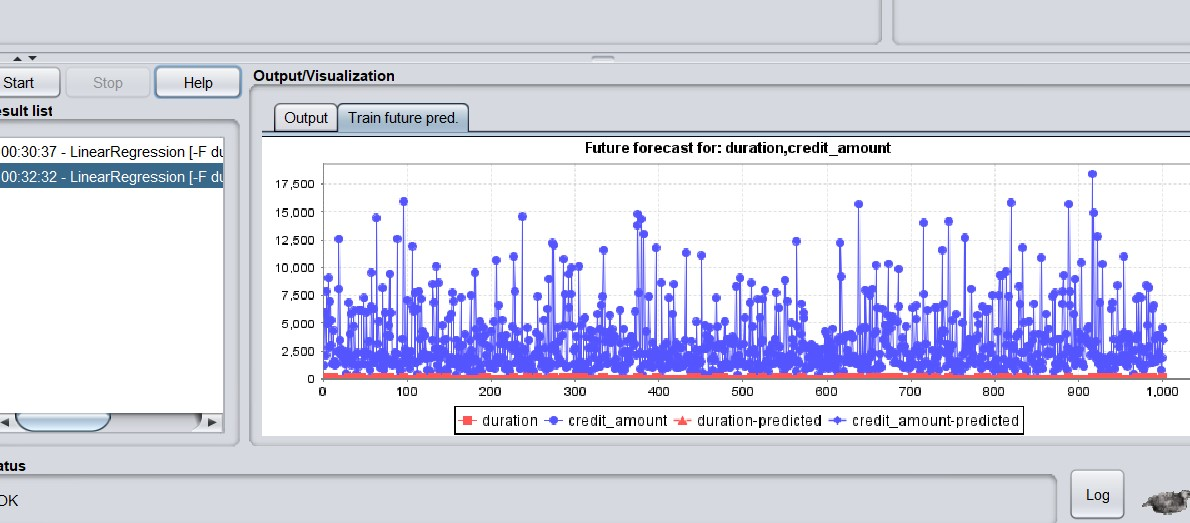 Start Stop Help
Output/Visualization
esult list
Output Train future pred.
00:30:37 - LinearRegression [-F du
00:32:32 - LinearRegression [-F du
Future forecast for: duration,credit_amount
17,500
15,000
12,500
10,000
7,500
5,000
2,500
0
0 100 200 300 400 500 600 700 800 900 1,000
duration credit_amount duration-predicted credit_amount-predicted
atus
OK
Log